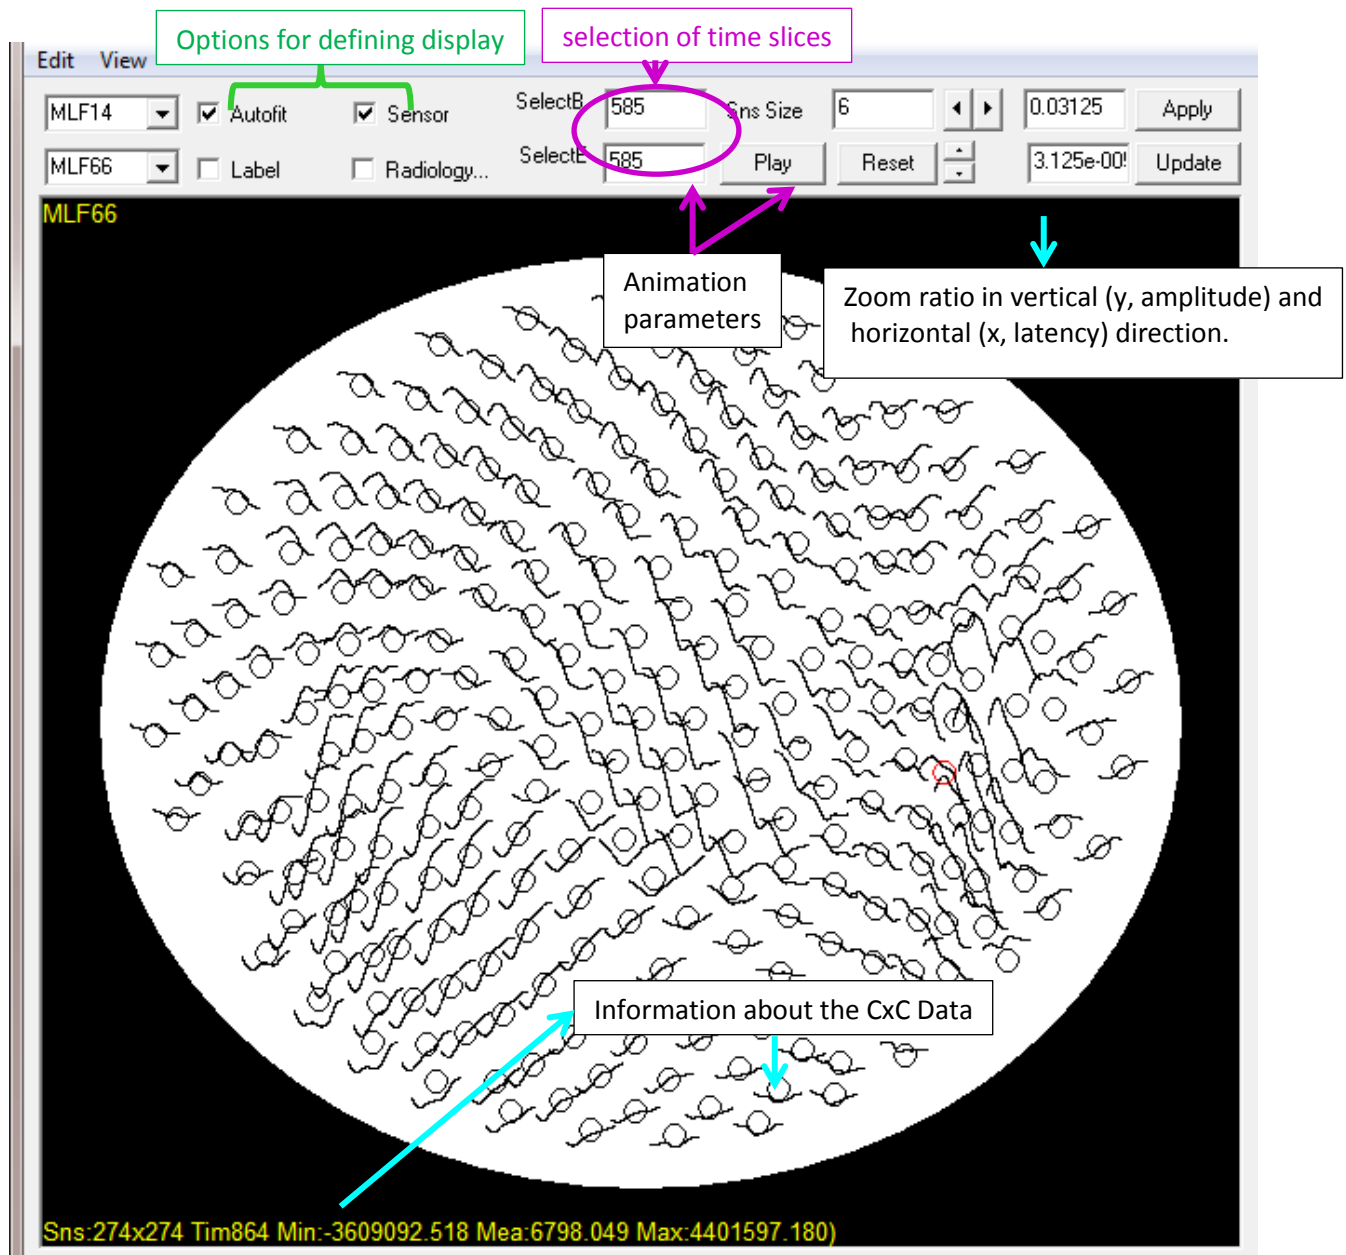 Options for defining display
selection of time slices
Edit View
MLF14 Autofit Sensor SelectB 585 Sns Size 6 0.03125 Apply
MLF66 Label Radiology... SelectE 585 Play Reset 3.125e-00 Update
MLF66
Animation
parameters
Zoom ratio in vertical (y, amplitude) and
horizontal (x, latency) direction.
Information about the CxC Data
Sns:274x274 Tim864 Min:-3609092.518 Mea:6798.049 Max:4401597.180)